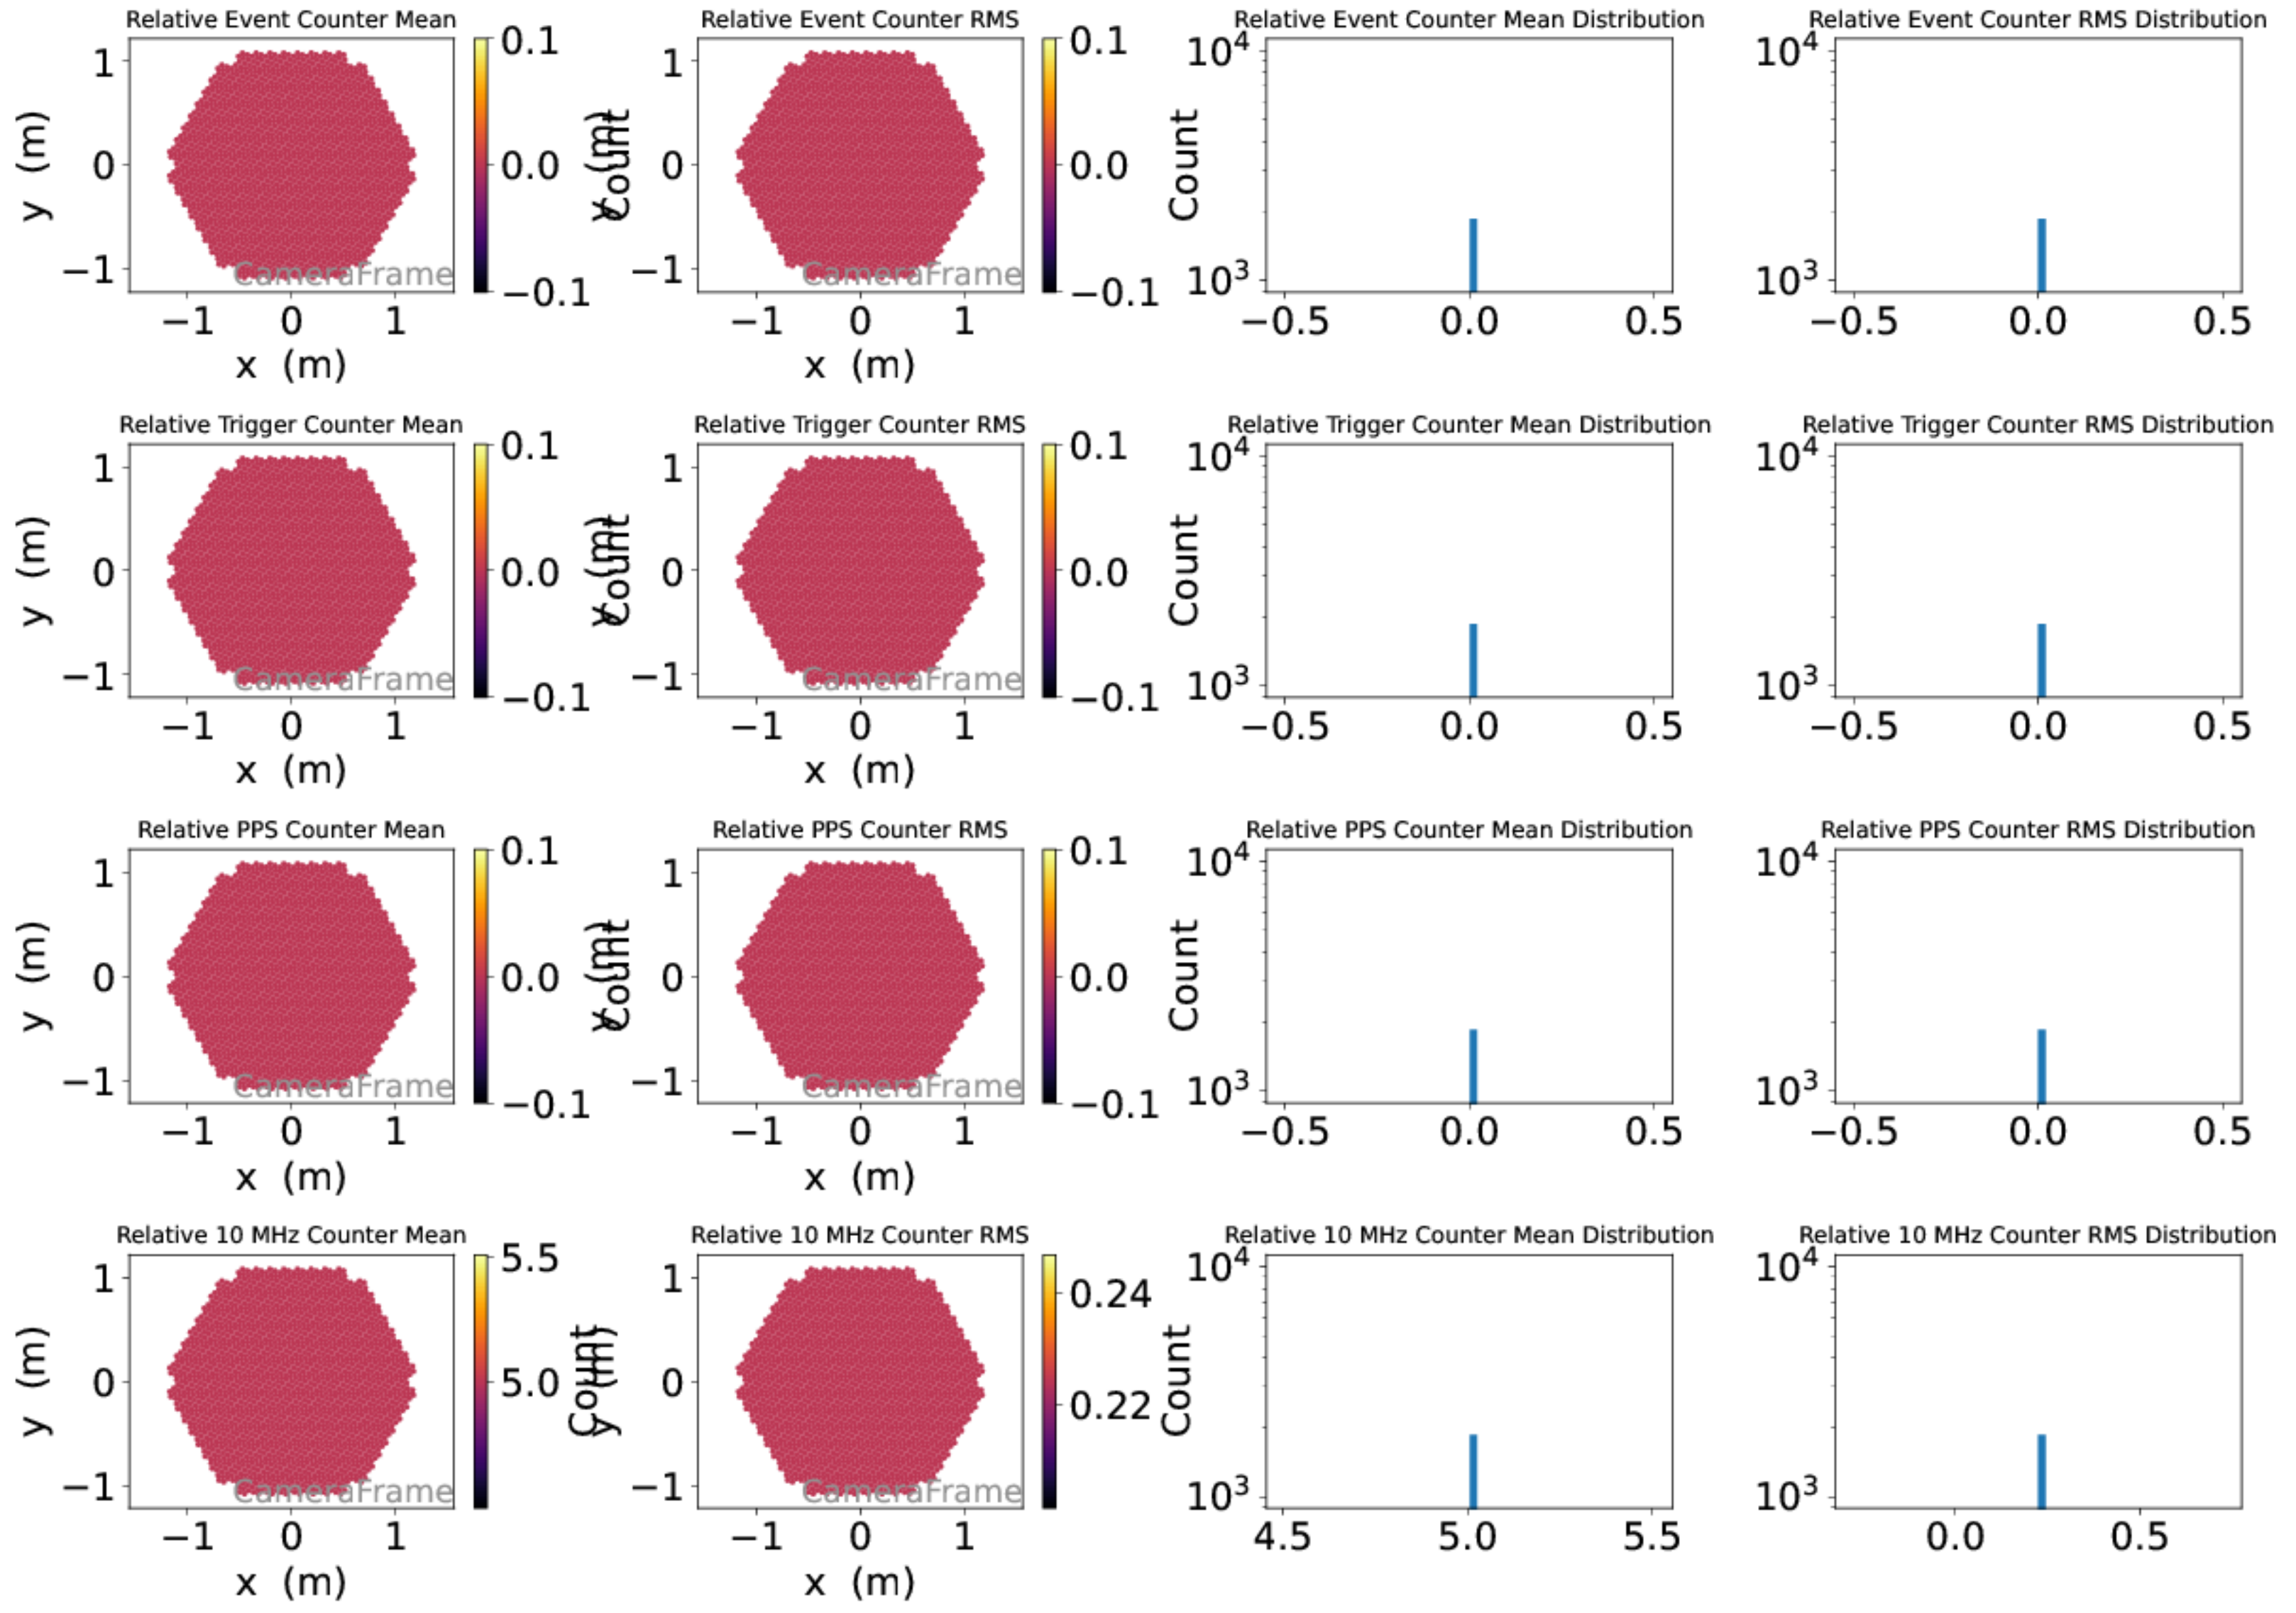 Relative Event Counter Mean
Relative Event Counter RMS
Relative Event Counter Mean Distribution
Relative Event Counter RMS Distribution
y (m)
1
0
−1
CameraFrame
−1 0 1
x (m)
0.1
0.0
−0.1
Count
y (m)
1
0
−1
CameraFrame
−1 0 1
x (m)
0.1
0.0
−0.1
Count
10⁴
10³
−0.5 0.0 0.5
10⁴
10³
−0.5 0.0 0.5
Relative Trigger Counter Mean
Relative Trigger Counter RMS
Relative Trigger Counter Mean Distribution
Relative Trigger Counter RMS Distribution
y (m)
1
0
−1
CameraFrame
−1 0 1
x (m)
0.1
0.0
−0.1
Count
y (m)
1
0
−1
CameraFrame
−1 0 1
x (m)
0.1
0.0
−0.1
Count
10⁴
10³
−0.5 0.0 0.5
10⁴
10³
−0.5 0.0 0.5
Relative PPS Counter Mean
Relative PPS Counter RMS
Relative PPS Counter Mean Distribution
Relative PPS Counter RMS Distribution
y (m)
1
0
−1
CameraFrame
−1 0 1
x (m)
0.1
0.0
−0.1
Count
y (m)
1
0
−1
CameraFrame
−1 0 1
x (m)
0.1
0.0
−0.1
Count
10⁴
10³
−0.5 0.0 0.5
10⁴
10³
−0.5 0.0 0.5
Relative 10 MHz Counter Mean
Relative 10 MHz Counter RMS
Relative 10 MHz Counter Mean Distribution
Relative 10 MHz Counter RMS Distribution
y (m)
1
0
−1
CameraFrame
−1 0 1
x (m)
5.5
5.0
Count
y (m)
1
0
−1
CameraFrame
−1 0 1
x (m)
0.24
0.22
Count
10⁴
10³
4.5 5.0 5.5
10⁴
10³
0.0 0.5